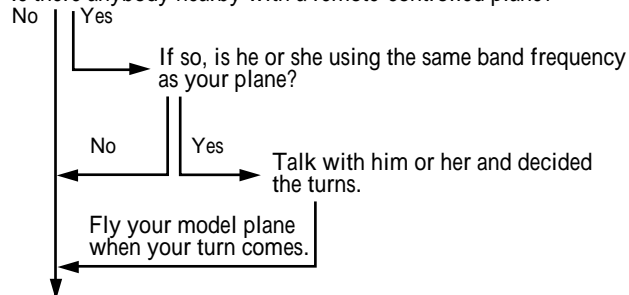 Is there anybody nearby with a remote-controlled plane?
No Yes
If so, is he or she using the same band frequency
as your plane?
No Yes
Talk with him or her and decided
the turns.
Fly your model plane
when your turn comes.